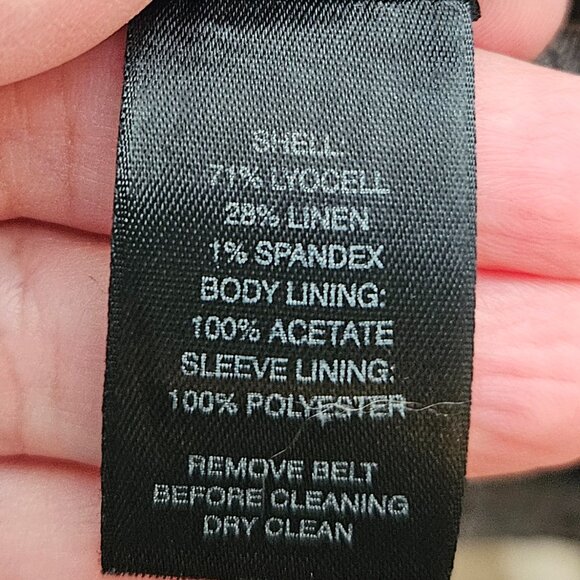 SHELL:
71% LYOCELL
28% LINEN
1% SPANDEX
BODY LINING:
100% ACETATE
SLEEVE LINING:
100% POLYESTER
REMOVE BELT
BEFORE CLEANING
DRY CLEAN